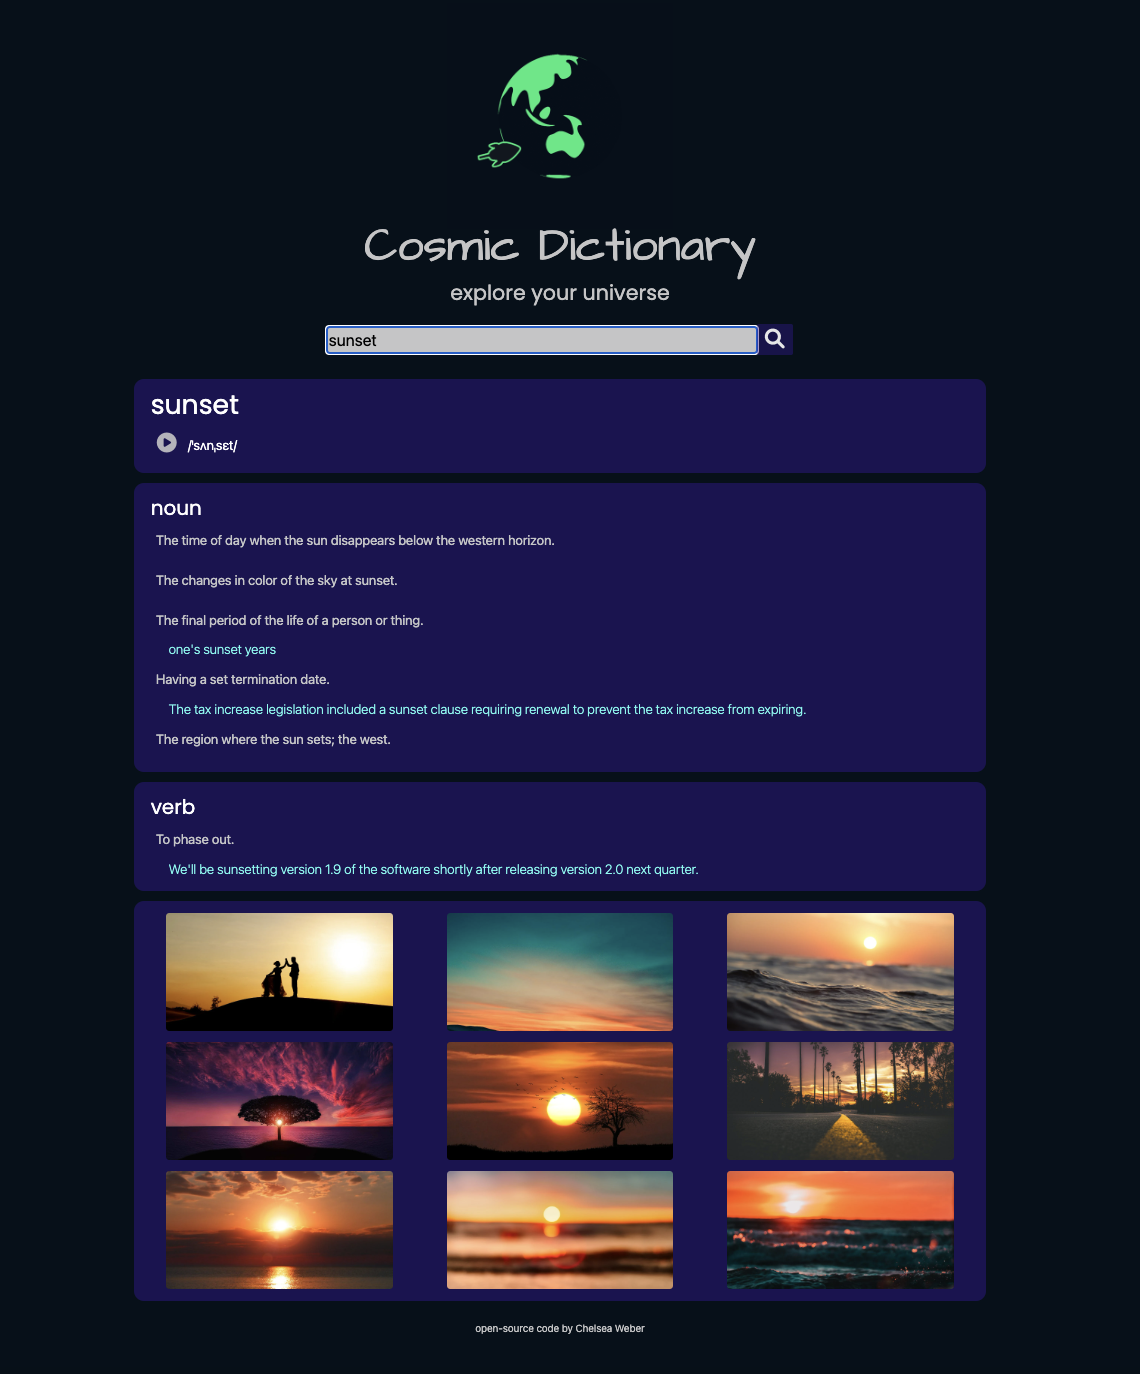 Cosmic Dictionary
explore your universe
sunset
sunset
/ˈsʌnˌsɛt/
noun
The time of day when the sun disappears below the western horizon.
The changes in color of the sky at sunset.
The final period of the life of a person or thing.
one's sunset years
Having a set termination date.
The tax increase legislation included a sunset clause requiring renewal to prevent the tax increase from expiring.
The region where the sun sets; the west.
verb
To phase out.
We'll be sunsetting version 1.9 of the software shortly after releasing version 2.0 next quarter.
open-source code by Chelsea Weber